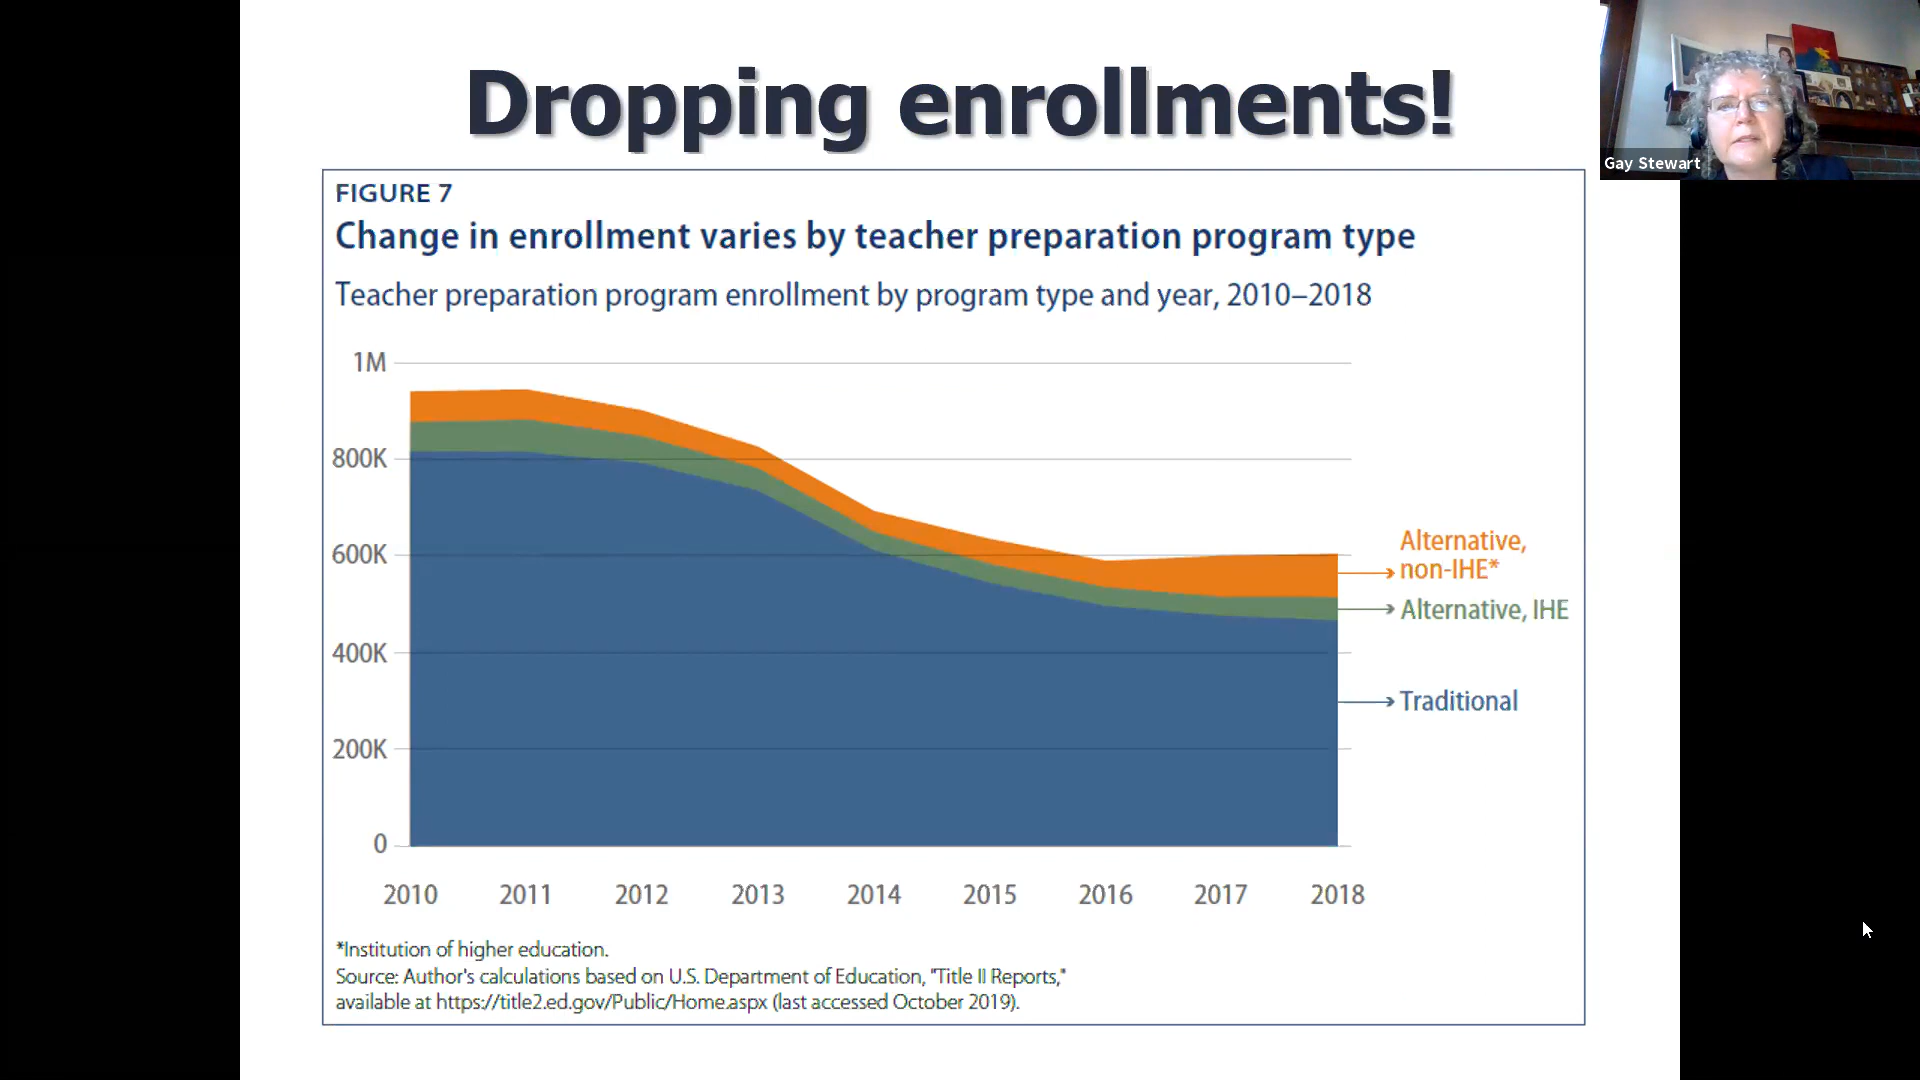 Dropping enrollments!
Gay Stewart
FIGURE 7
Change in enrollment varies by teacher preparation program type
Teacher preparation program enrollment by program type and year, 2010–2018
1M
800K
600K
400K
200K
0
Alternative,
non-IHE*
Alternative, IHE
Traditional
2010 2011 2012 2013 2014 2015 2016 2017 2018
*Institution of higher education.
Source: Author's calculations based on U.S. Department of Education, "Title II Reports,"
available at https://title2.ed.gov/Public/Home.aspx (last accessed October 2019).